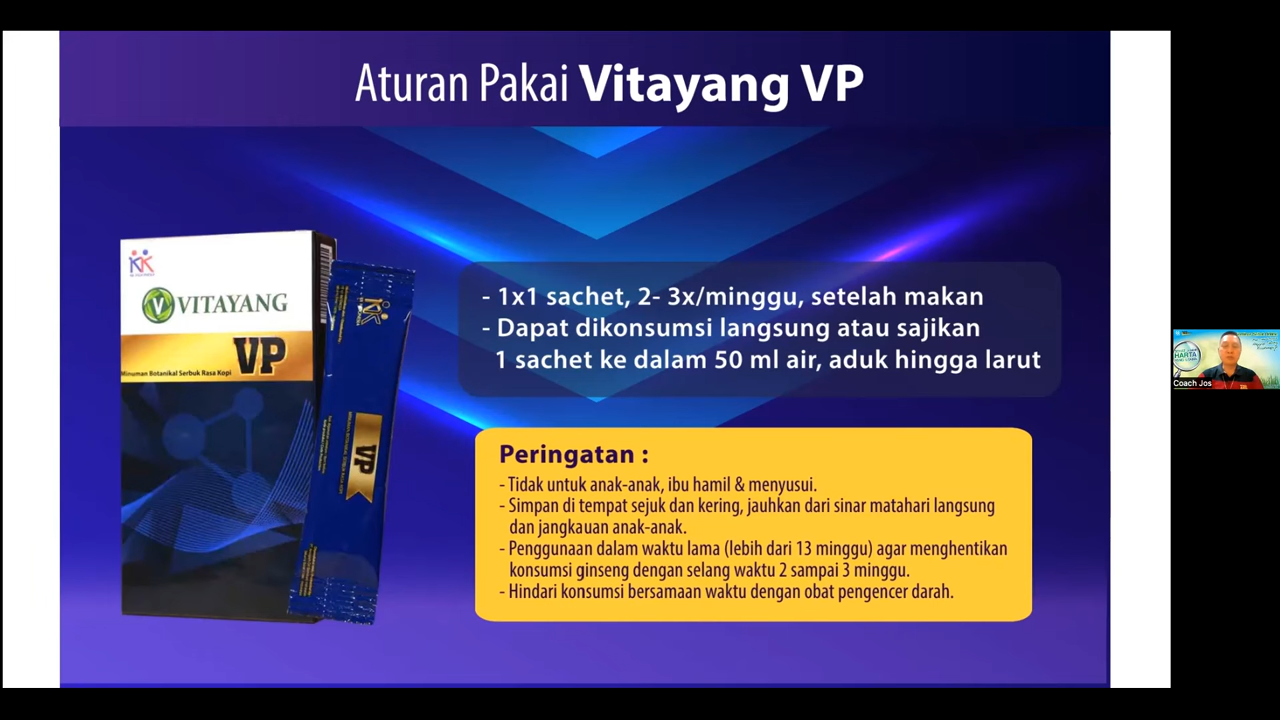 Aturan Pakai Vitayang VP
- 1x1 sachet, 2- 3x/minggu, setelah makan
- Dapat dikonsumsi langsung atau sajikan
1 sachet ke dalam 50 ml air, aduk hingga larut
Peringatan :
- Tidak untuk anak-anak, ibu hamil & menyusui.
- Simpan di tempat sejuk dan kering, jauhkan dari sinar matahari langsung
dan jangkauan anak-anak.
- Penggunaan dalam waktu lama (lebih dari 13 minggu) agar menghentikan
konsumsi ginseng dengan selang waktu 2 sampai 3 minggu.
- Hindari konsumsi bersamaan waktu dengan obat pengencer darah.
KK
V VITAYANG
VP
Minuman Botanikal Serbuk Rasa Kopi
KK
VP
HARTA
Coach Jos